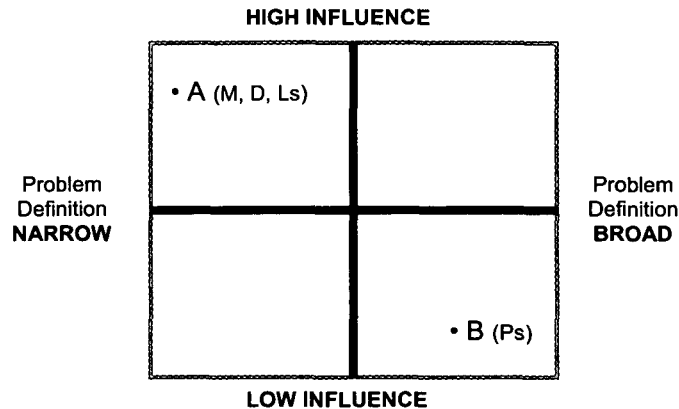 HIGH INFLUENCE
• A (M, D, Ls)
Problem
Definition
NARROW
Problem
Definition
BROAD
• B (Ps)
LOW INFLUENCE